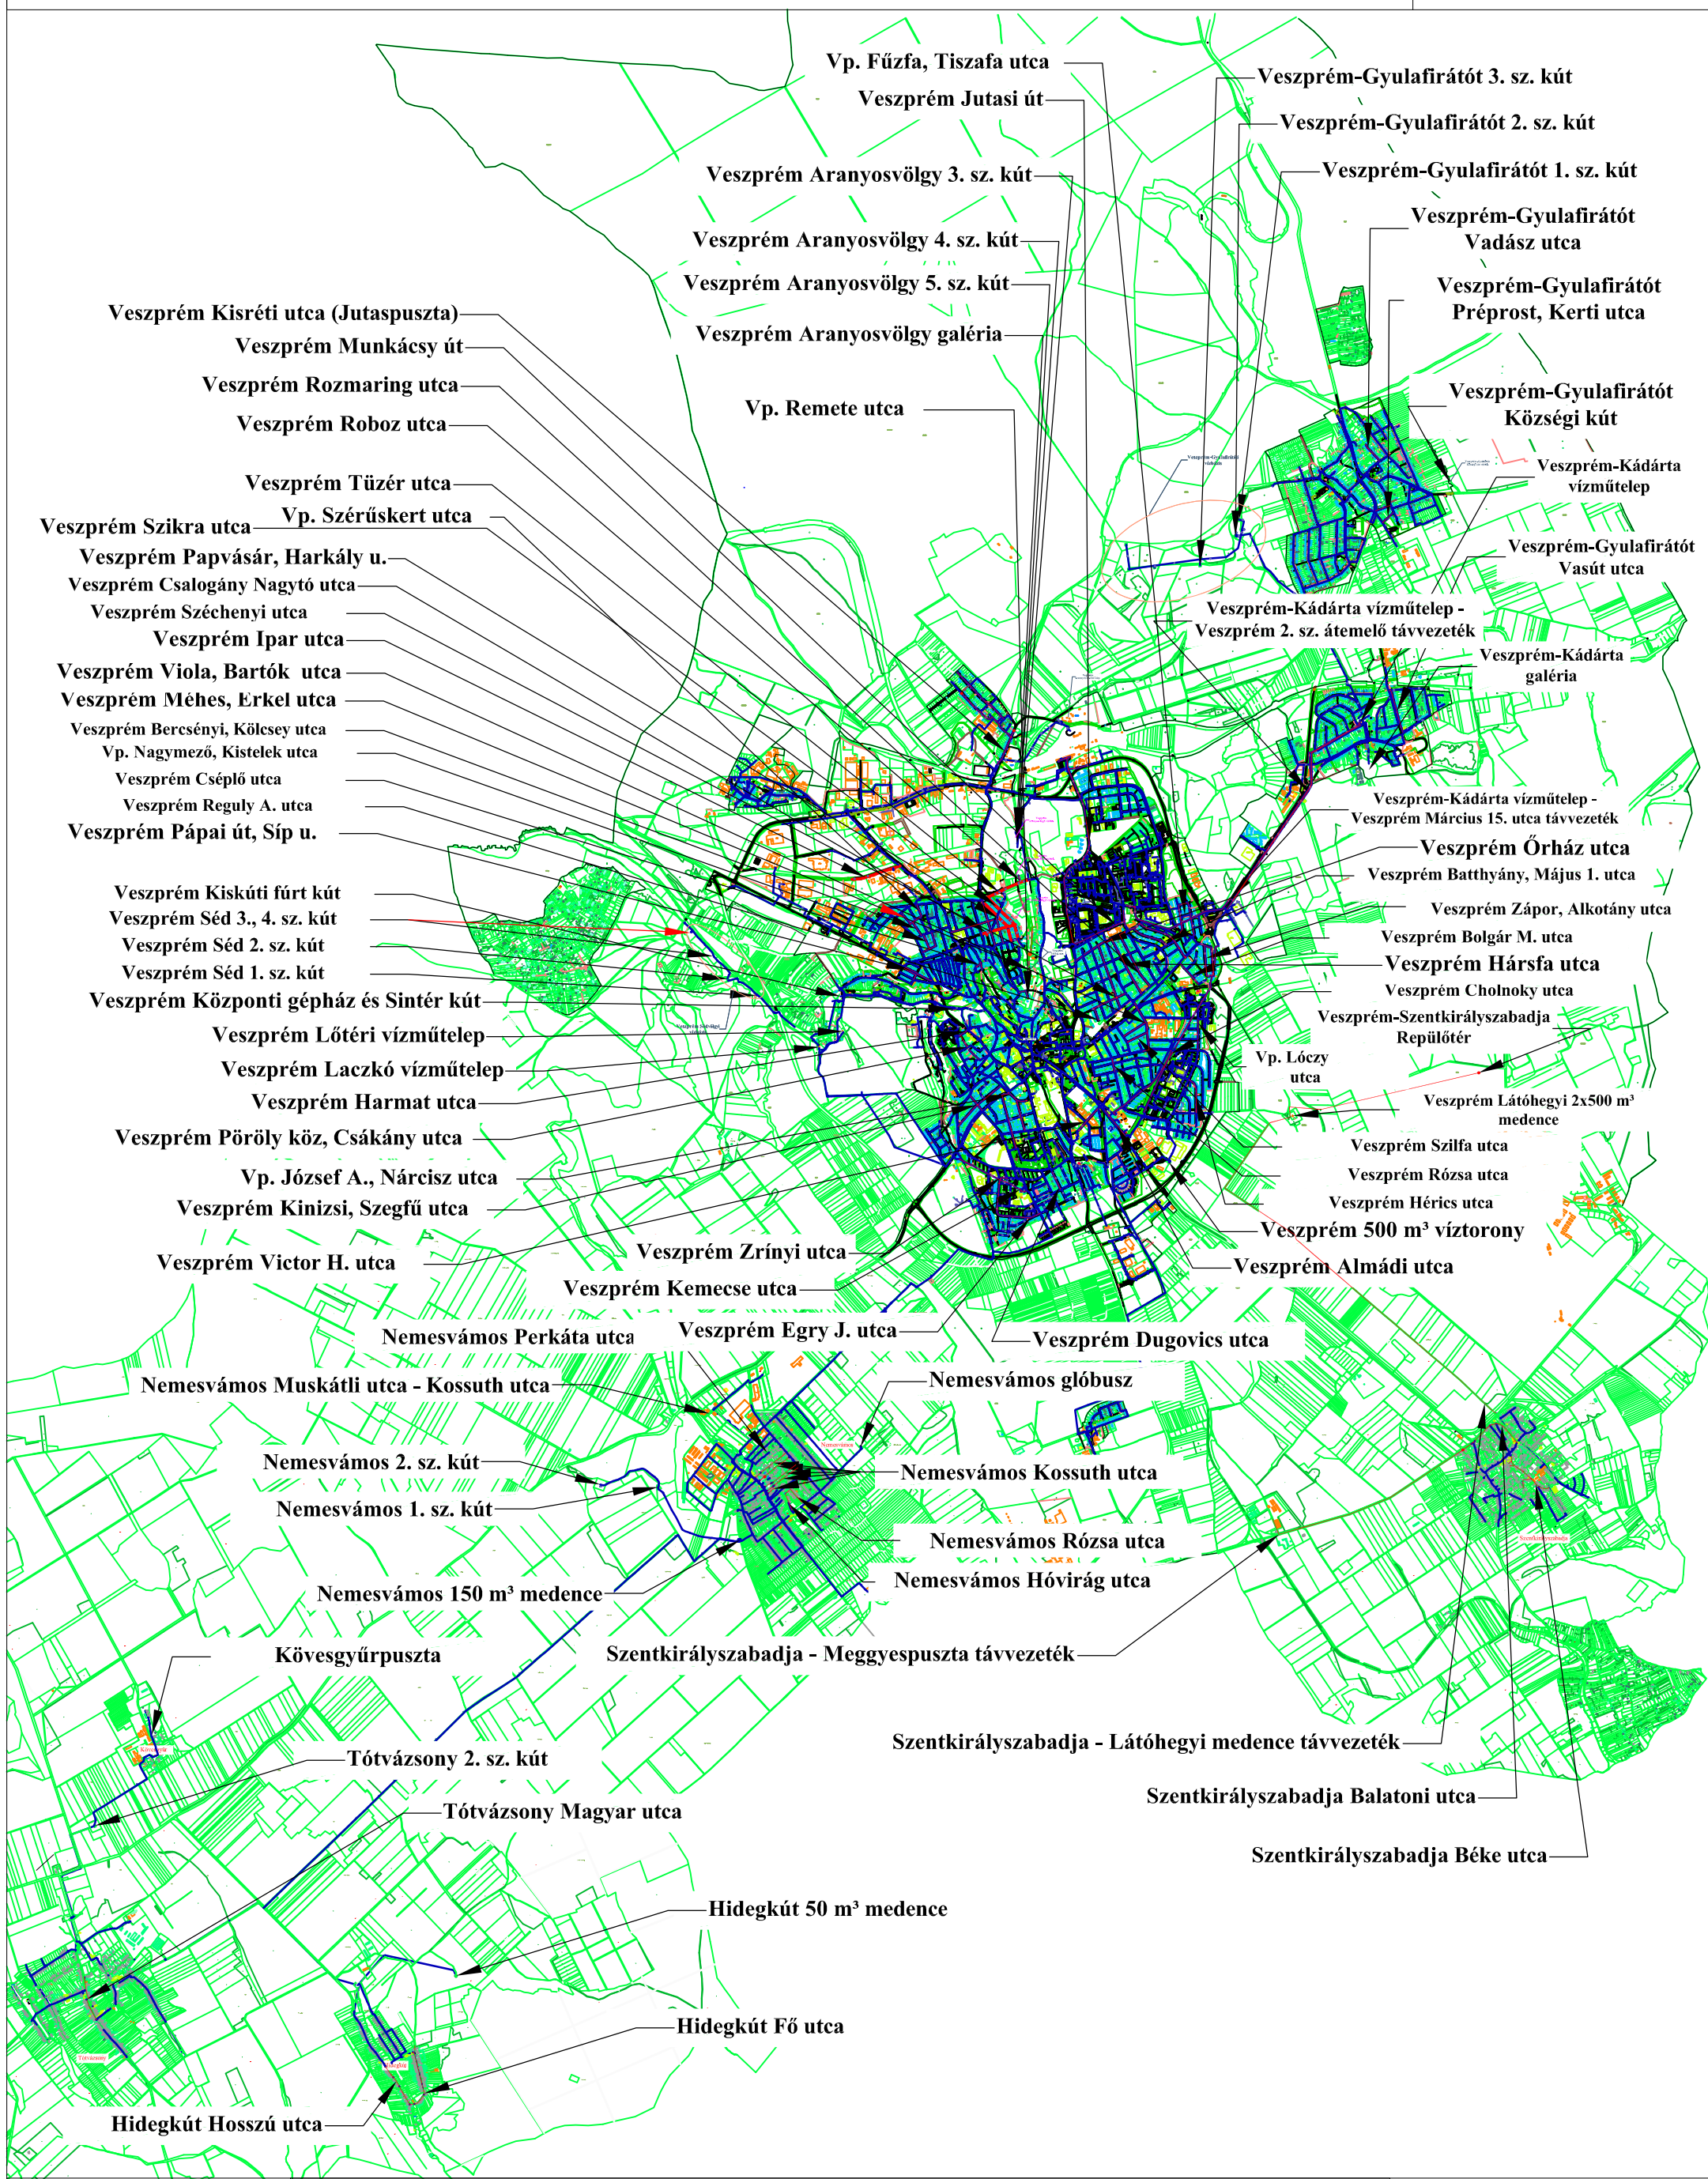 Vp. Fűzfa, Tiszafa utca
Veszprém Jutasi út
Veszprém Aranyosvölgy 3. sz. kút
Veszprém Aranyosvölgy 4. sz. kút
Veszprém Aranyosvölgy 5. sz. kút
Veszprém Aranyosvölgy galéria
Vp. Remete utca
Veszprém-Gyulafirátót 3. sz. kút
Veszprém-Gyulafirátót 2. sz. kút
Veszprém-Gyulafirátót 1. sz. kút
Veszprém-Gyulafirátót
Vadász utca
Veszprém-Gyulafirátót
Préprost, Kerti utca
Veszprém-Gyulafirátót
Községi kút
Veszprém-Kádárta
vízműtelep
Veszprém-Gyulafirátót
Vasút utca
Veszprém-Kádárta vízműtelep -
Veszprém 2. sz. átemelő távvezeték
Veszprém-Kádárta
galéria
Veszprém Kisréti utca (Jutaspuszta)
Veszprém Munkácsy út
Veszprém Rozmaring utca
Veszprém Roboz utca
Veszprém Tüzér utca
Vp. Szérűskert utca
Veszprém Szikra utca
Veszprém Papvásár, Harkály u.
Veszprém Csalogány Nagytó utca
Veszprém Széchenyi utca
Veszprém Ipar utca
Veszprém Viola, Bartók utca
Veszprém Méhes, Erkel utca
Veszprém Bercsényi, Kölcsey utca
Vp. Nagymező, Kistelek utca
Veszprém Cséplő utca
Veszprém Reguly A. utca
Veszprém Pápai út, Síp u.
Veszprém Kiskúti fúrt kút
Veszprém Séd 3., 4. sz. kút
Veszprém Séd 2. sz. kút
Veszprém Séd 1. sz. kút
Veszprém Központi gépház és Sintér kút
Veszprém Lőtéri vízműtelep
Veszprém Laczkó vízműtelep
Veszprém Harmat utca
Veszprém Pöröly köz, Csákány utca
Vp. József A., Nárcisz utca
Veszprém Kinizsi, Szegfű utca
Veszprém Victor H. utca
Veszprém-Kádárta vízműtelep -
Veszprém Március 15. utca távvezeték
Veszprém Őrház utca
Veszprém Batthyány, Május 1. utca
Veszprém Zápor, Alkotány utca
Veszprém Bolgár M. utca
Veszprém Hársfa utca
Veszprém Cholnoky utca
Veszprém-Szentkirályszabadja
Repülőtér
Vp. Lóczy
utca
Veszprém Látóhegyi 2x500 m³
medence
Veszprém Szilfa utca
Veszprém Rózsa utca
Veszprém Hérics utca
Veszprém 500 m³ víztorony
Veszprém Almádi utca
Veszprém Zrínyi utca
Veszprém Kemecse utca
Veszprém Egry J. utca
Veszprém Dugovics utca
Nemesvámos Perkáta utca
Nemesvámos Muskátli utca - Kossuth utca
Nemesvámos glóbusz
Nemesvámos
Nemesvámos 2. sz. kút
Nemesvámos Kossuth utca
Nemesvámos 1. sz. kút
Nemesvámos Rózsa utca
Nemesvámos Hóvirág utca
Nemesvámos 150 m³ medence
Szentkirályszabadja
Kövesgyűrpuszta
Szentkirályszabadja - Meggyespuszta távvezeték
Szentkirályszabadja - Látóhegyi medence távvezeték
Tótvázsony 2. sz. kút
Szentkirályszabadja Balatoni utca
Tótvázsony Magyar utca
Szentkirályszabadja Béke utca
Hidegkút 50 m³ medence
Hidegkút Fő utca
Tótvázsony
Hidegkút
Hidegkút Hosszú utca